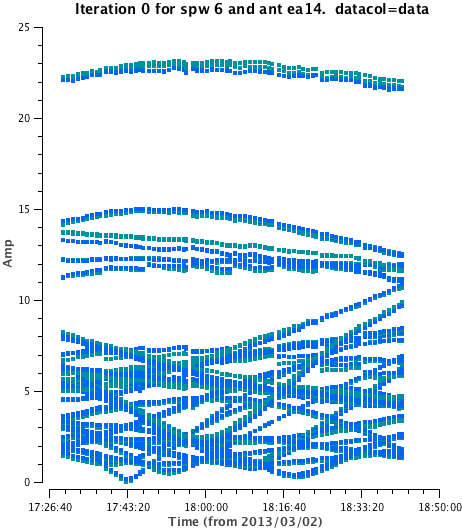 Iteration 0 for spw 6 and ant ea14.  datacol=data
25
20
15
10
5
0
Amp
17:26:40 17:43:20 18:00:00 18:16:40 18:33:20 18:50:00
Time (from 2013/03/02)